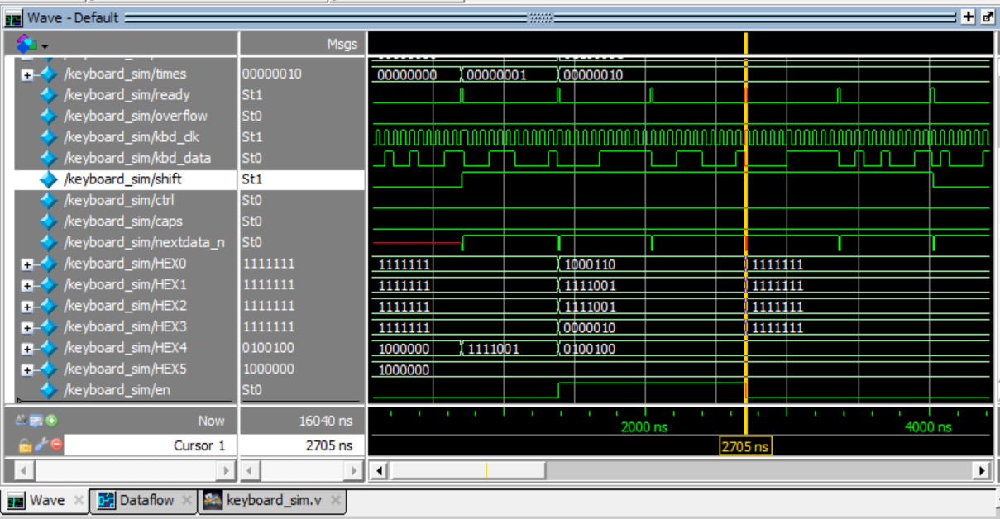 Wave - Default
Msgs
/keyboard_sim/times 00000010 00000000 00000001 00000010
/keyboard_sim/ready St1
/keyboard_sim/overflow St0
/keyboard_sim/kbd_clk St1
/keyboard_sim/kbd_data St0
/keyboard_sim/shift St1
/keyboard_sim/ctrl St0
/keyboard_sim/caps St0
/keyboard_sim/nextdata_n St0
/keyboard_sim/HEX0 1111111 1111111 1000110 1111111
/keyboard_sim/HEX1 1111111 1111111 1111001 1111111
/keyboard_sim/HEX2 1111111 1111111 1111001 1111111
/keyboard_sim/HEX3 1111111 1111111 0000010 1111111
/keyboard_sim/HEX4 0100100 1000000 1111001 0100100
/keyboard_sim/HEX5 1000000 1000000
/keyboard_sim/en St0
Now 16040 ns 2000 ns 4000 ns
Cursor 1 2705 ns 2705 ns
Wave Dataflow keyboard_sim.v